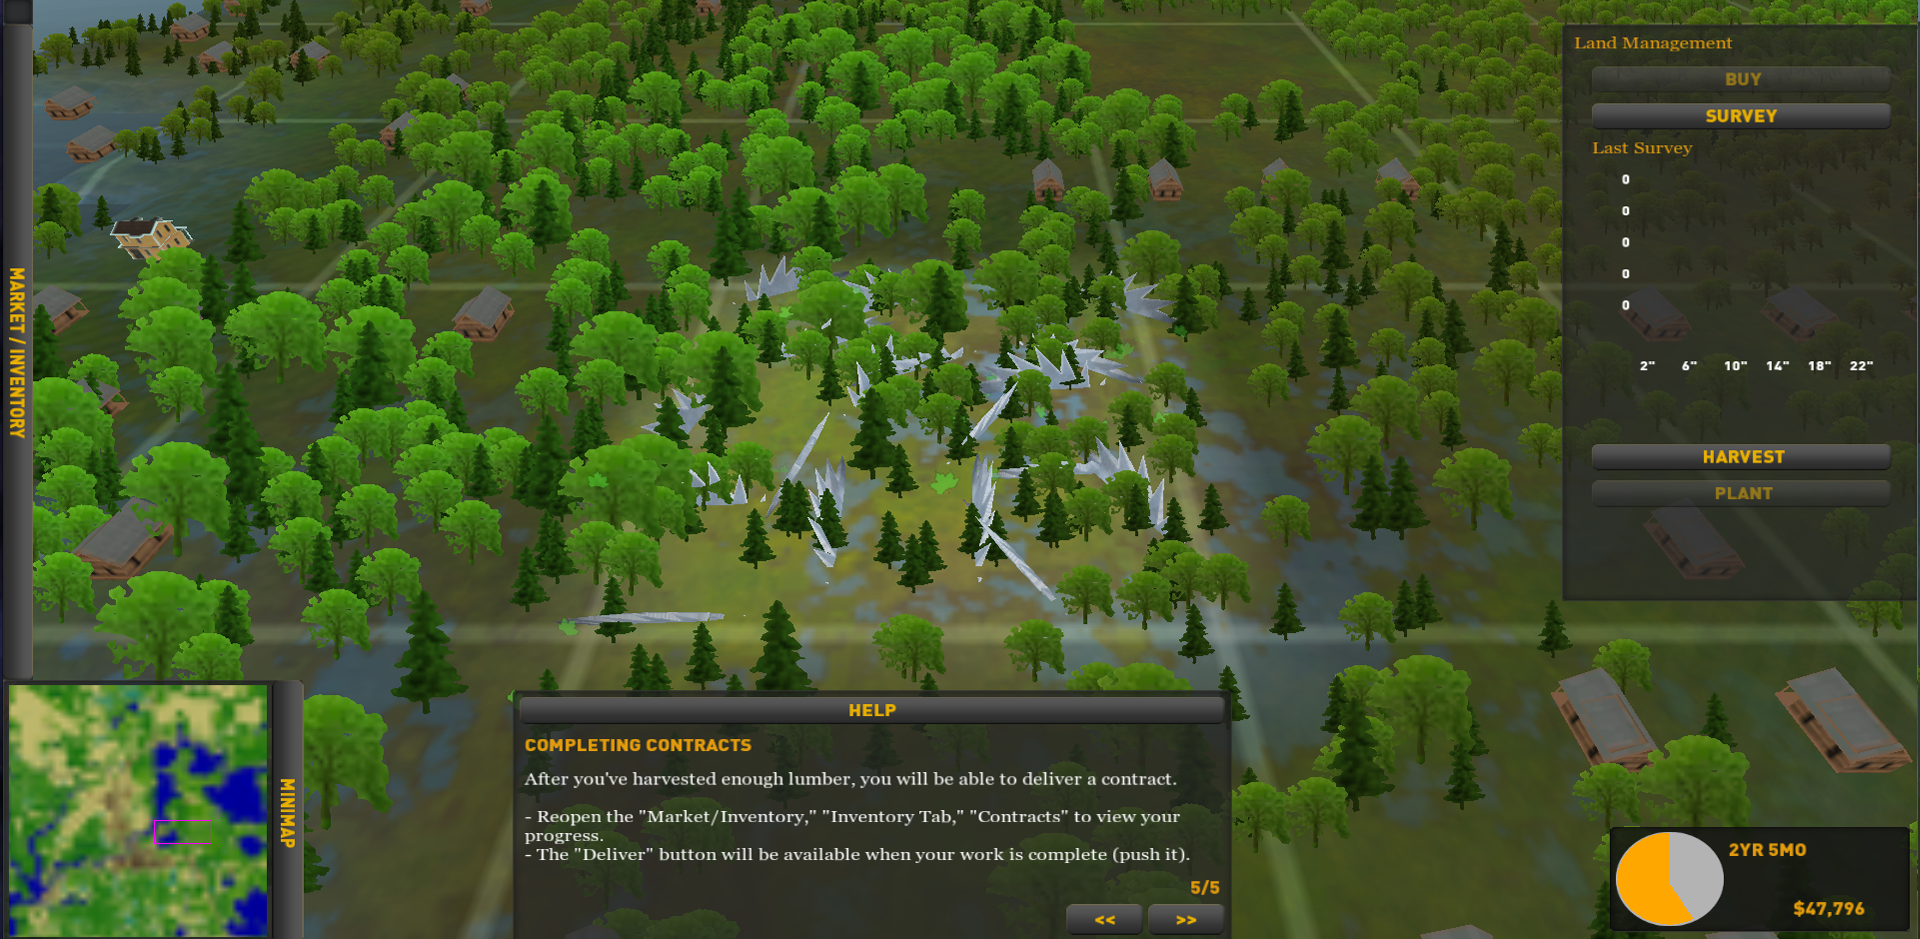 MARKET / INVENTORY
Land Management
BUY
SURVEY
Last Survey
0
0
0
0
0
2" 6" 10" 14" 18" 22"
HARVEST
PLANT
MINIMAP
HELP
COMPLETING CONTRACTS
After you've harvested enough lumber, you will be able to deliver a contract.
- Reopen the "Market/Inventory," "Inventory Tab," "Contracts" to view your
progress.
- The "Deliver" button will be available when your work is complete (push it).
5/5
<< >>
2YR 5MO
$47,796